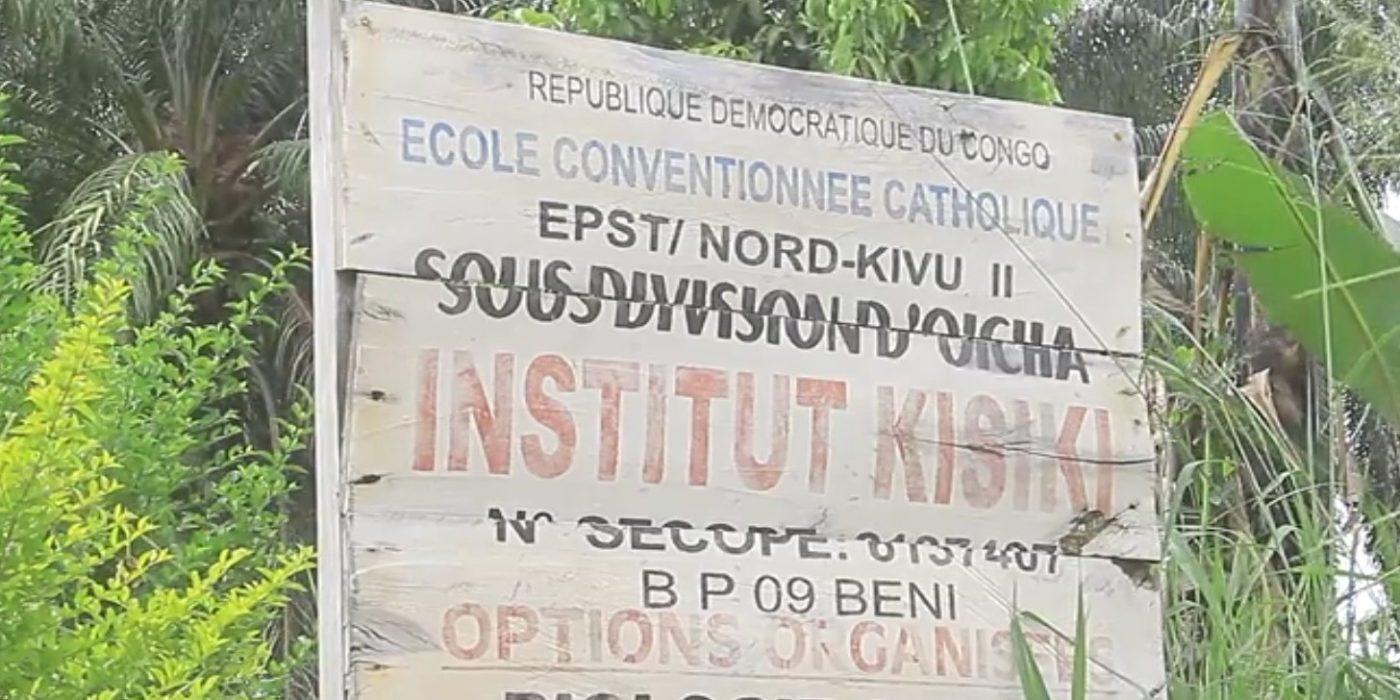 REPUBLIQUE DEMOCRATIQUE DU CONGO
ECOLE CONVENTIONNEE CATHOLIQUE
EPST/ NORD-KIVU II
SOUS DIVISION D'OICHA
INSTITUT KISIKI
N° SECOPE:
B P 09 BENI
OPTIONS ORGANISEES